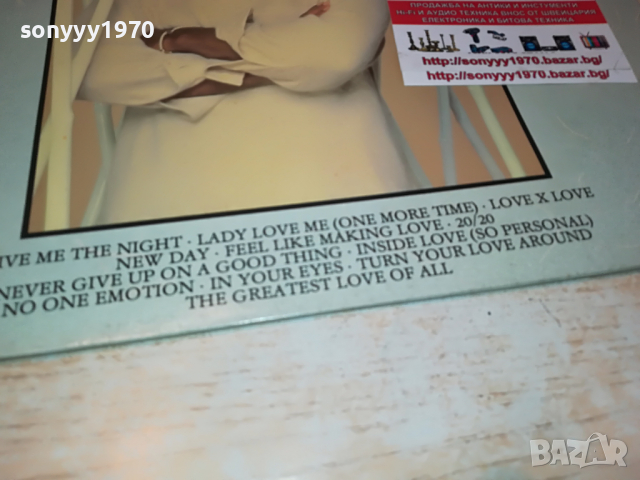 sonyyy1970
ПРОДАЖБА НА АНТИКИ И ИНСТУМЕНТИ
Hi-Fi И АУДИО ТЕХНИКА ВНОС ОТ ШВЕЙЦАРИЯ
ЕЛЕКТРОНИКА И БИТОВА ТЕХНИКА
http://sonyyy1970.bazar.bg/
http://sonyyy1970.bazar.bg/
IVE ME THE NIGHT · LADY LOVE ME (ONE MORE TIME) · LOVE X LOVE
NEW DAY · FEEL LIKE MAKING LOVE · 20/20
NEVER GIVE UP ON A GOOD THING · INSIDE LOVE (SO PERSONAL)
NO ONE EMOTION · IN YOUR EYES · TURN YOUR LOVE AROUND
THE GREATEST LOVE OF ALL
sonyyy1970
BAZAR